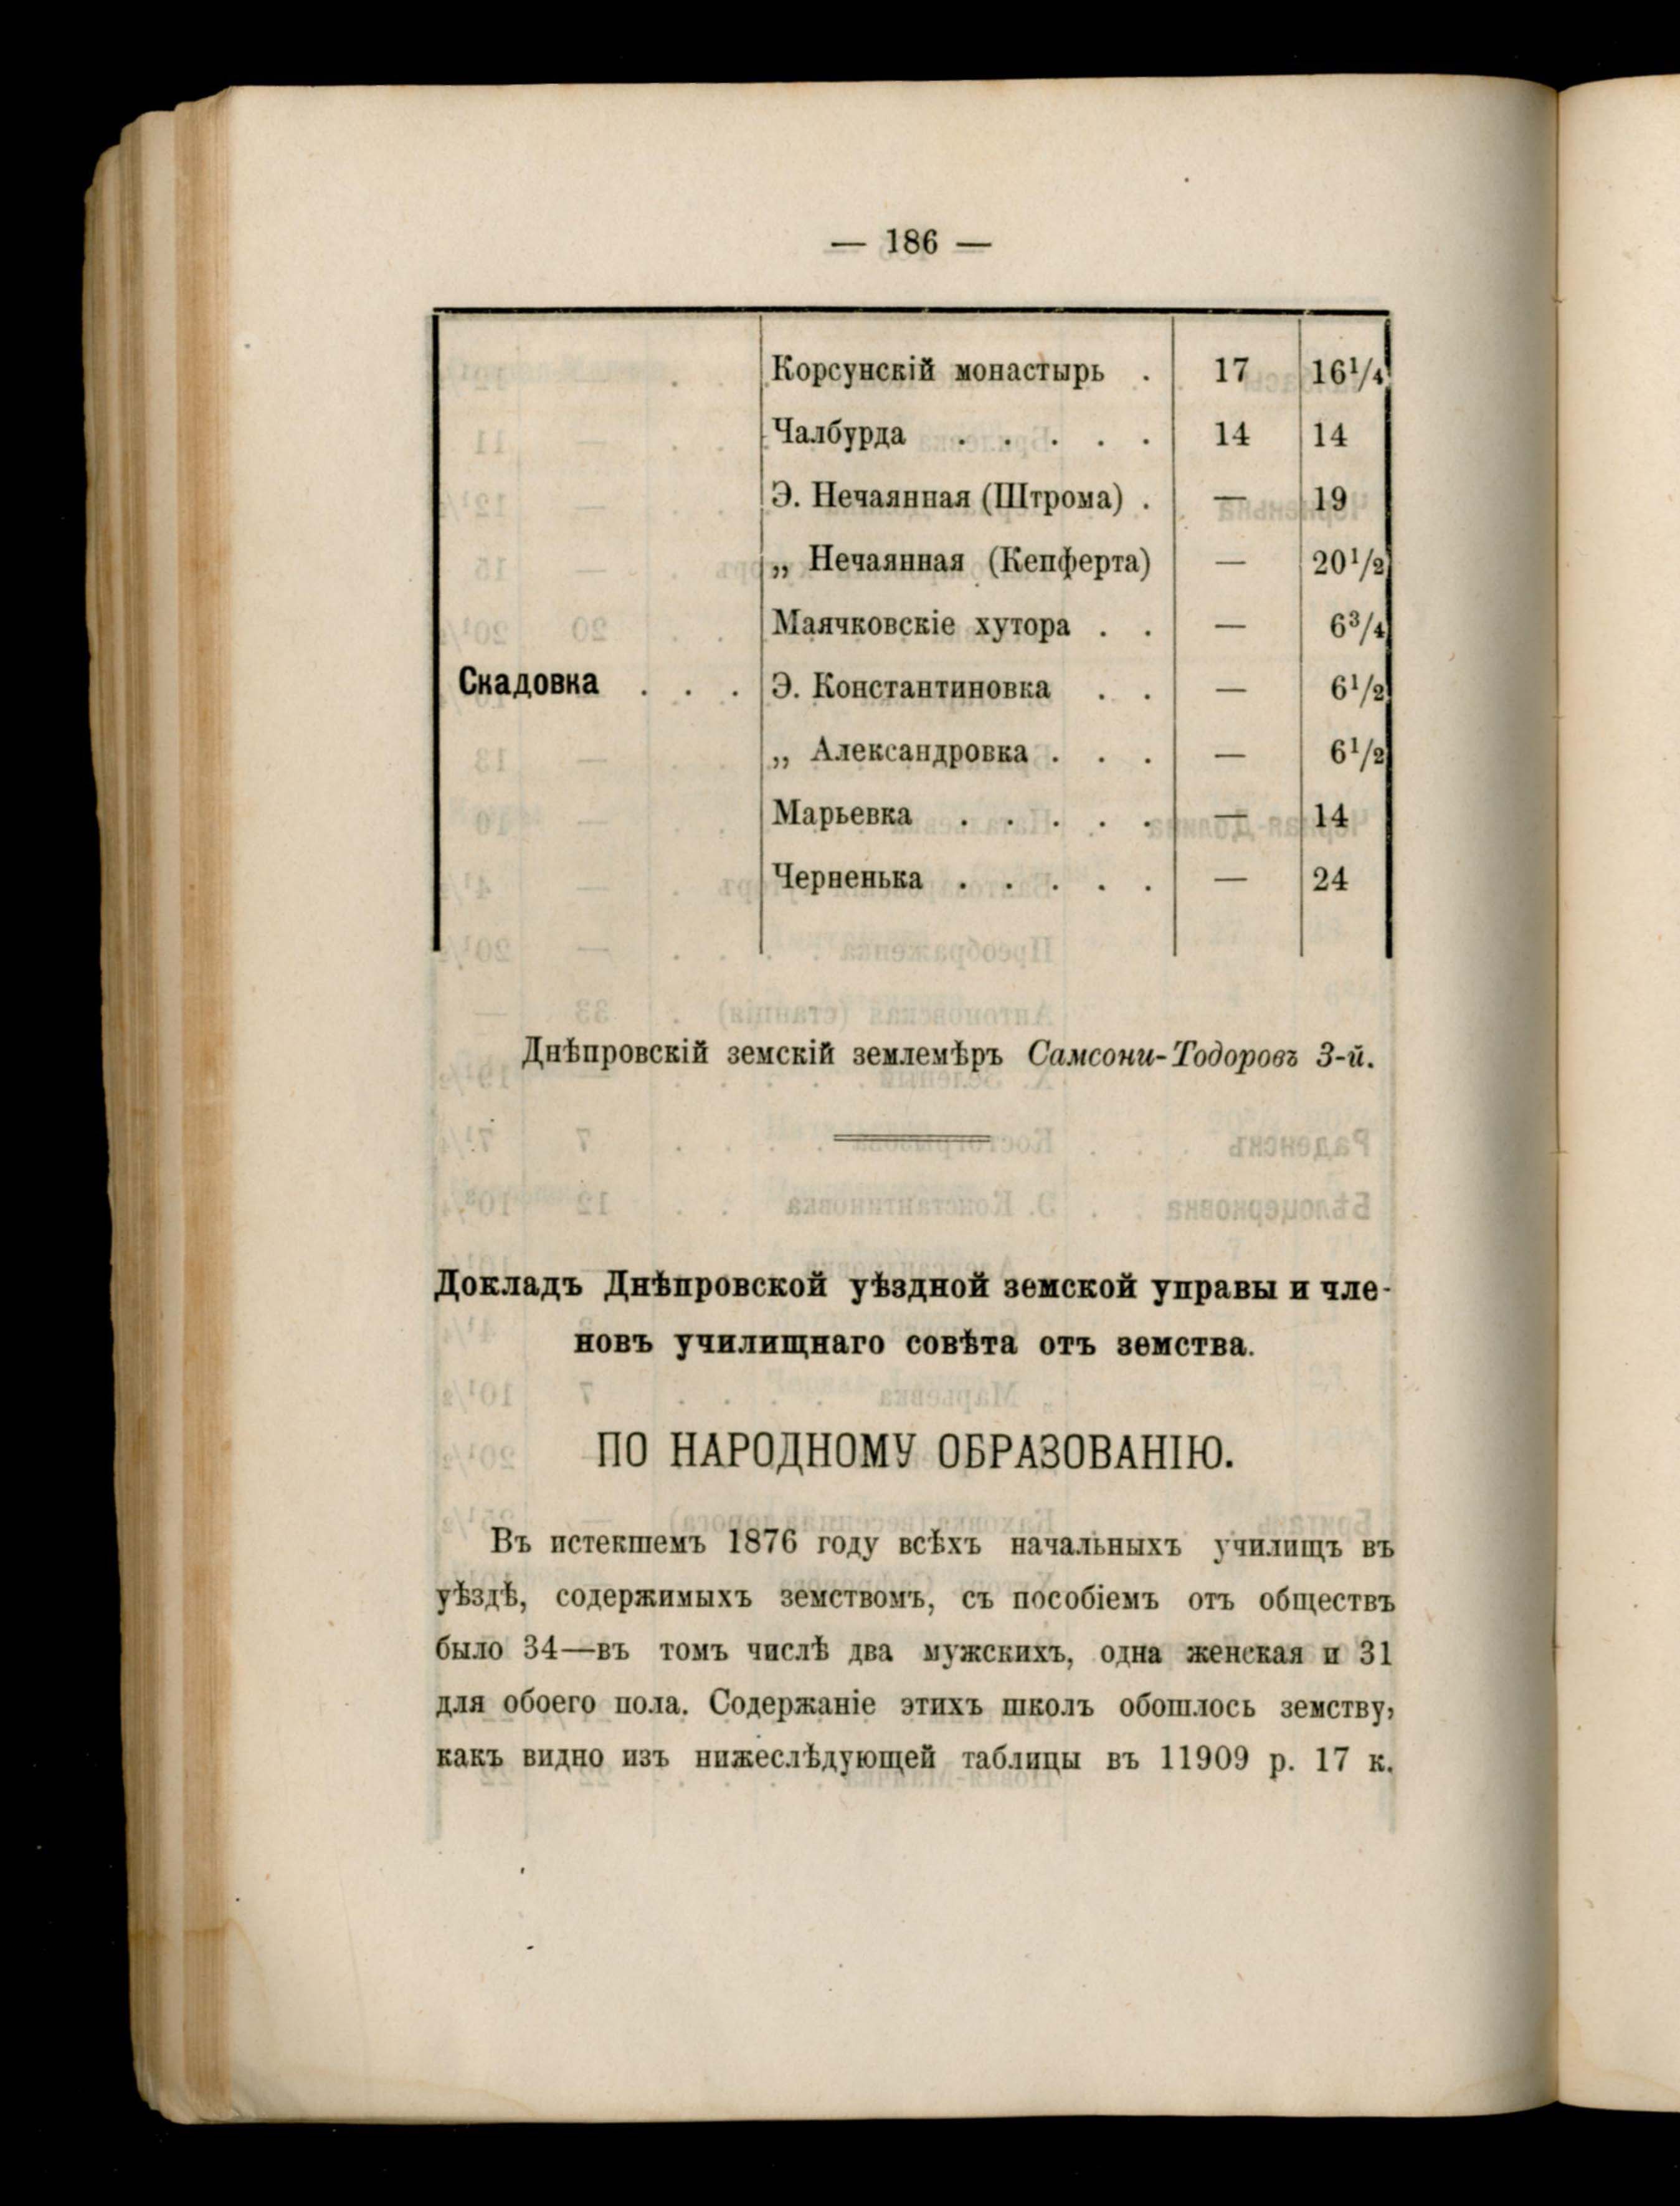 — 186 —
Корсунскій монастырь . 17 16¹/₄
Чалбурда . . . . . 14 14
Э. Нечаянная (Штрома) . — 19
„ Нечаянная (Кепферта) — 20¹/₂
Маячковскіе хутора . . — 6³/₄
Скадовка . . . Э. Константиновка . . — 6¹/₂
„ Александровка . . . — 6¹/₂
Марьевка . . . . . — 14
Черненька . . . . . — 24
Днѣпровскій земскій землемѣръ Самсони-Тодоровъ 3-й.
Докладъ Днѣпровской уѣздной земской управы и чле-
новъ училищнаго совѣта отъ земства.
ПО НАРОДНОМУ ОБРАЗОВАНІЮ.
Въ истекшемъ 1876 году всѣхъ начальныхъ училищъ въ
уѣздѣ, содержимыхъ земствомъ, съ пособіемъ отъ обществъ
было 34—въ томъ числѣ два мужскихъ, одна женская и 31
для обоего пола. Содержаніе этихъ школъ обошлось земству,
какъ видно изъ нижеслѣдующей таблицы въ 11909 р. 17 к.